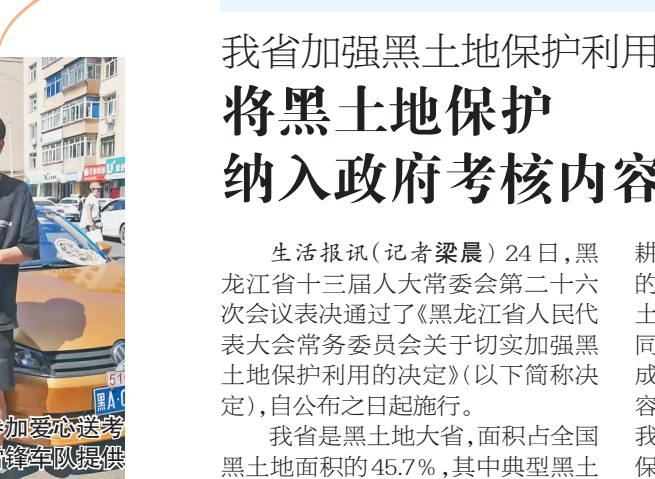 我省加强黑土地保护利用
将黑土地保护
纳入政府考核内容
生活报讯(记者梁晨)24日,黑
龙江省十三届人大常委会第二十六
次会议表决通过了《黑龙江省人民代
表大会常务委员会关于切实加强黑
土地保护利用的决定》(以下简称决
定),自公布之日起施行。
我省是黑土地大省,面积占全国
黑土地面积的45.7%,其中典型黑土
耕
的
土
同
成
容
我
保
加爱心送考
锋车队提供
黑A·